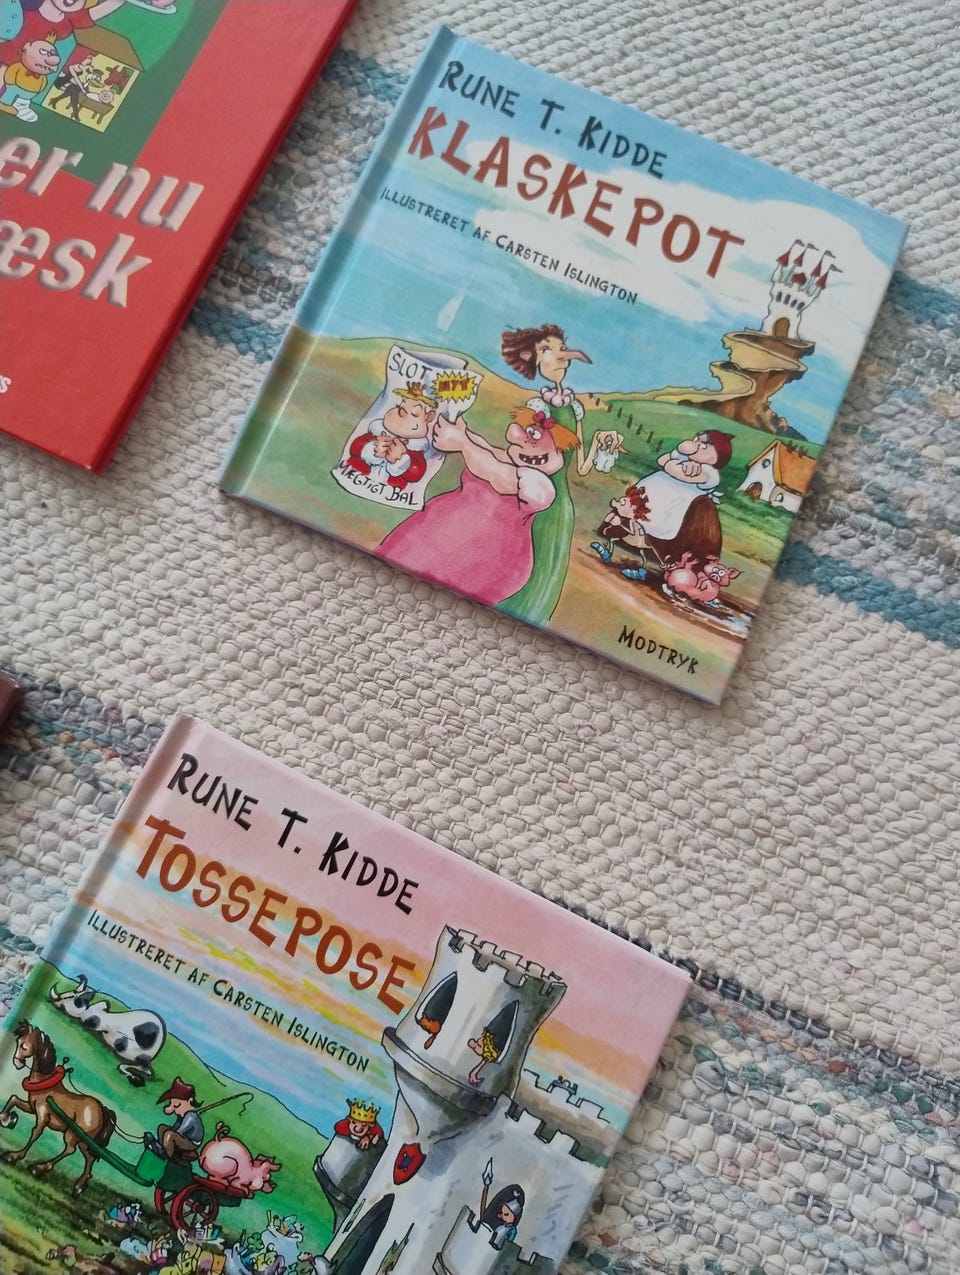 er nu
æsk
RUNE T. KIDDE
KLASKEPOT
ILLUSTRERET AF CARSTEN ISLINGTON
SLOT
NYT
MÆGTIGT BAL
MODTRYK
RUNE T. KIDDE
TOSSEPOSE
ILLUSTRERET AF CARSTEN ISLINGTON